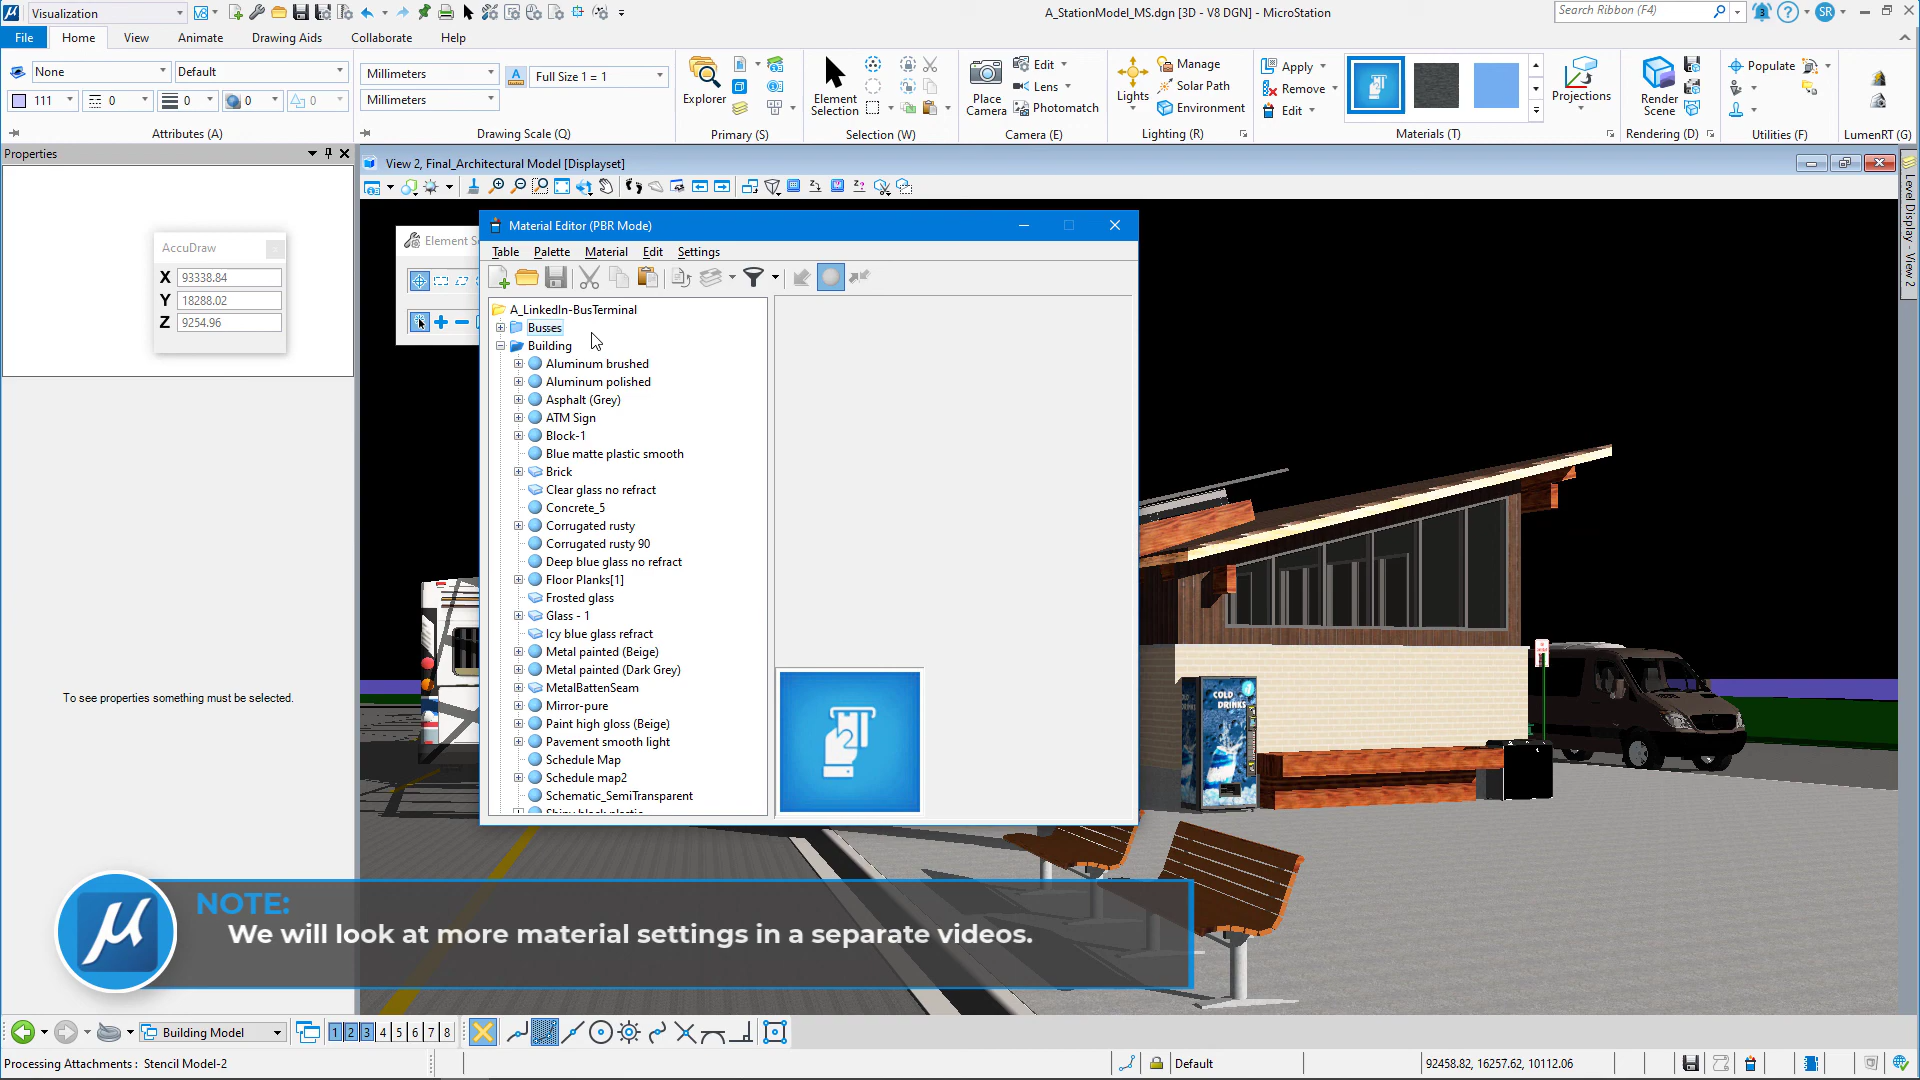 Visualization
A_StationModel_MS.dgn [3D - V8 DGN] - MicroStation
Search Ribbon (F4)
3
SR
File
Home
View
Animate
Drawing Aids
Collaborate
Help
None
Default
111
0
0
0
0
Attributes (A)
Millimeters
Millimeters
Full Size 1 = 1
Drawing Scale (Q)
Explorer
Primary (S)
Element Selection
Selection (W)
Place Camera
Edit
Lens
Photomatch
Camera (E)
Lights
Manage
Solar Path
Environment
Lighting (R)
Apply
Remove
Edit
Materials (T)
Projections
Render Scene
Rendering (D)
Populate
Utilities (F)
LumenRT (G)
Properties
View 2, Final_Architectural Model [Displayset]
Level Display - View 2
AccuDraw
X 93338.84
Y 18288.02
Z 9254.96
To see properties something must be selected.
Element S
Material Editor (PBR Mode)
Table Palette Material Edit Settings
A_LinkedIn-BusTerminal
Busses
Building
Aluminum brushed
Aluminum polished
Asphalt (Grey)
ATM Sign
Block-1
Blue matte plastic smooth
Brick
Clear glass no refract
Concrete_5
Corrugated rusty
Corrugated rusty 90
Deep blue glass no refract
Floor Planks[1]
Frosted glass
Glass - 1
Icy blue glass refract
Metal painted (Beige)
Metal painted (Dark Grey)
MetalBattenSeam
Mirror-pure
Paint high gloss (Beige)
Pavement smooth light
Schedule Map
Schedule map2
Schematic_SemiTransparent
Shiny black plastic
COLD
DRINKS
NOTE:
We will look at more material settings in a separate videos.
Building Model
1 2 3 4 5 6 7 8
Processing Attachments : Stencil Model-2
Default
92458.82, 16257.62, 10112.06